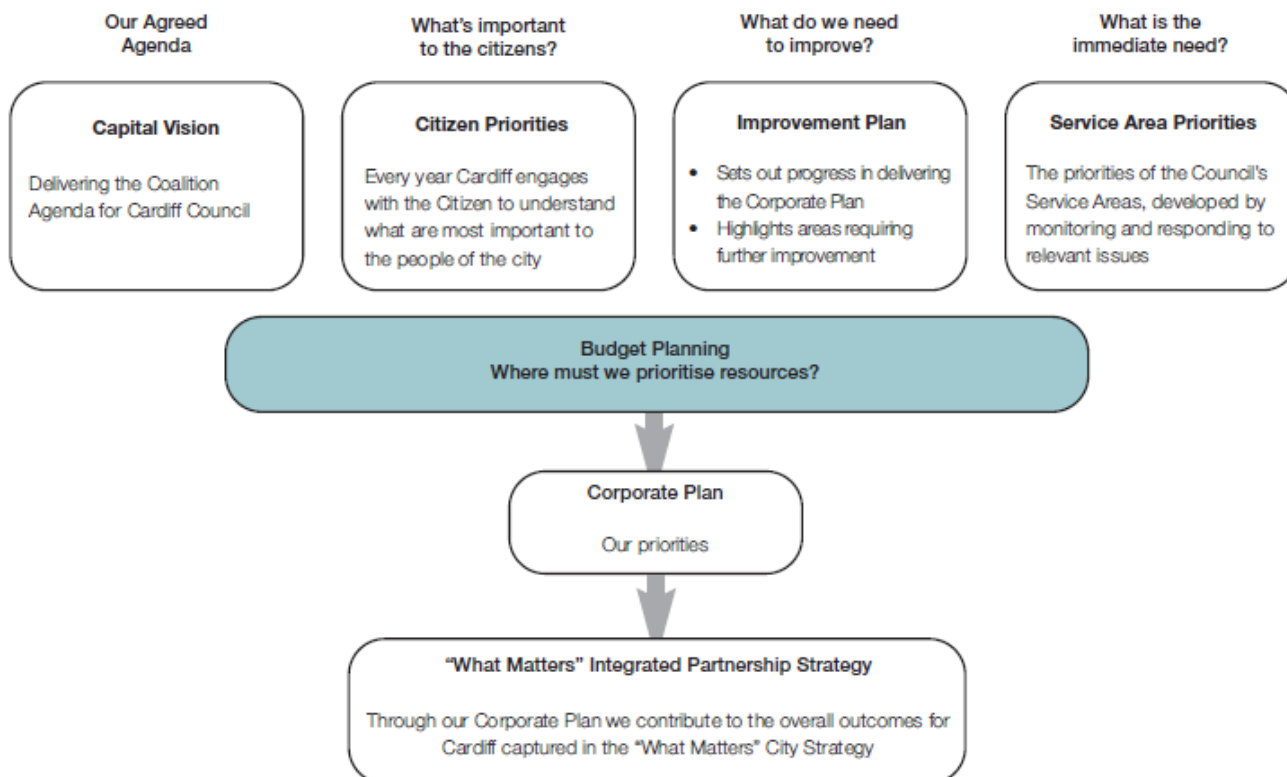 Our Agreed
Agenda
What's important
to the citizens?
What do we need
to improve?
What is the
immediate need?
Capital Vision
Delivering the Coalition
Agenda for Cardiff Council
Citizen Priorities
Every year Cardiff engages
with the Citizen to understand
what are most important to
the people of the city
Improvement Plan
• Sets out progress in delivering
the Corporate Plan
• Highlights areas requiring
further improvement
Service Area Priorities
The priorities of the Council's
Service Areas, developed by
monitoring and responding to
relevant issues
Budget Planning
Where must we prioritise resources?
Corporate Plan
Our priorities
“What Matters” Integrated Partnership Strategy
Through our Corporate Plan we contribute to the overall outcomes for
Cardiff captured in the “What Matters” City Strategy